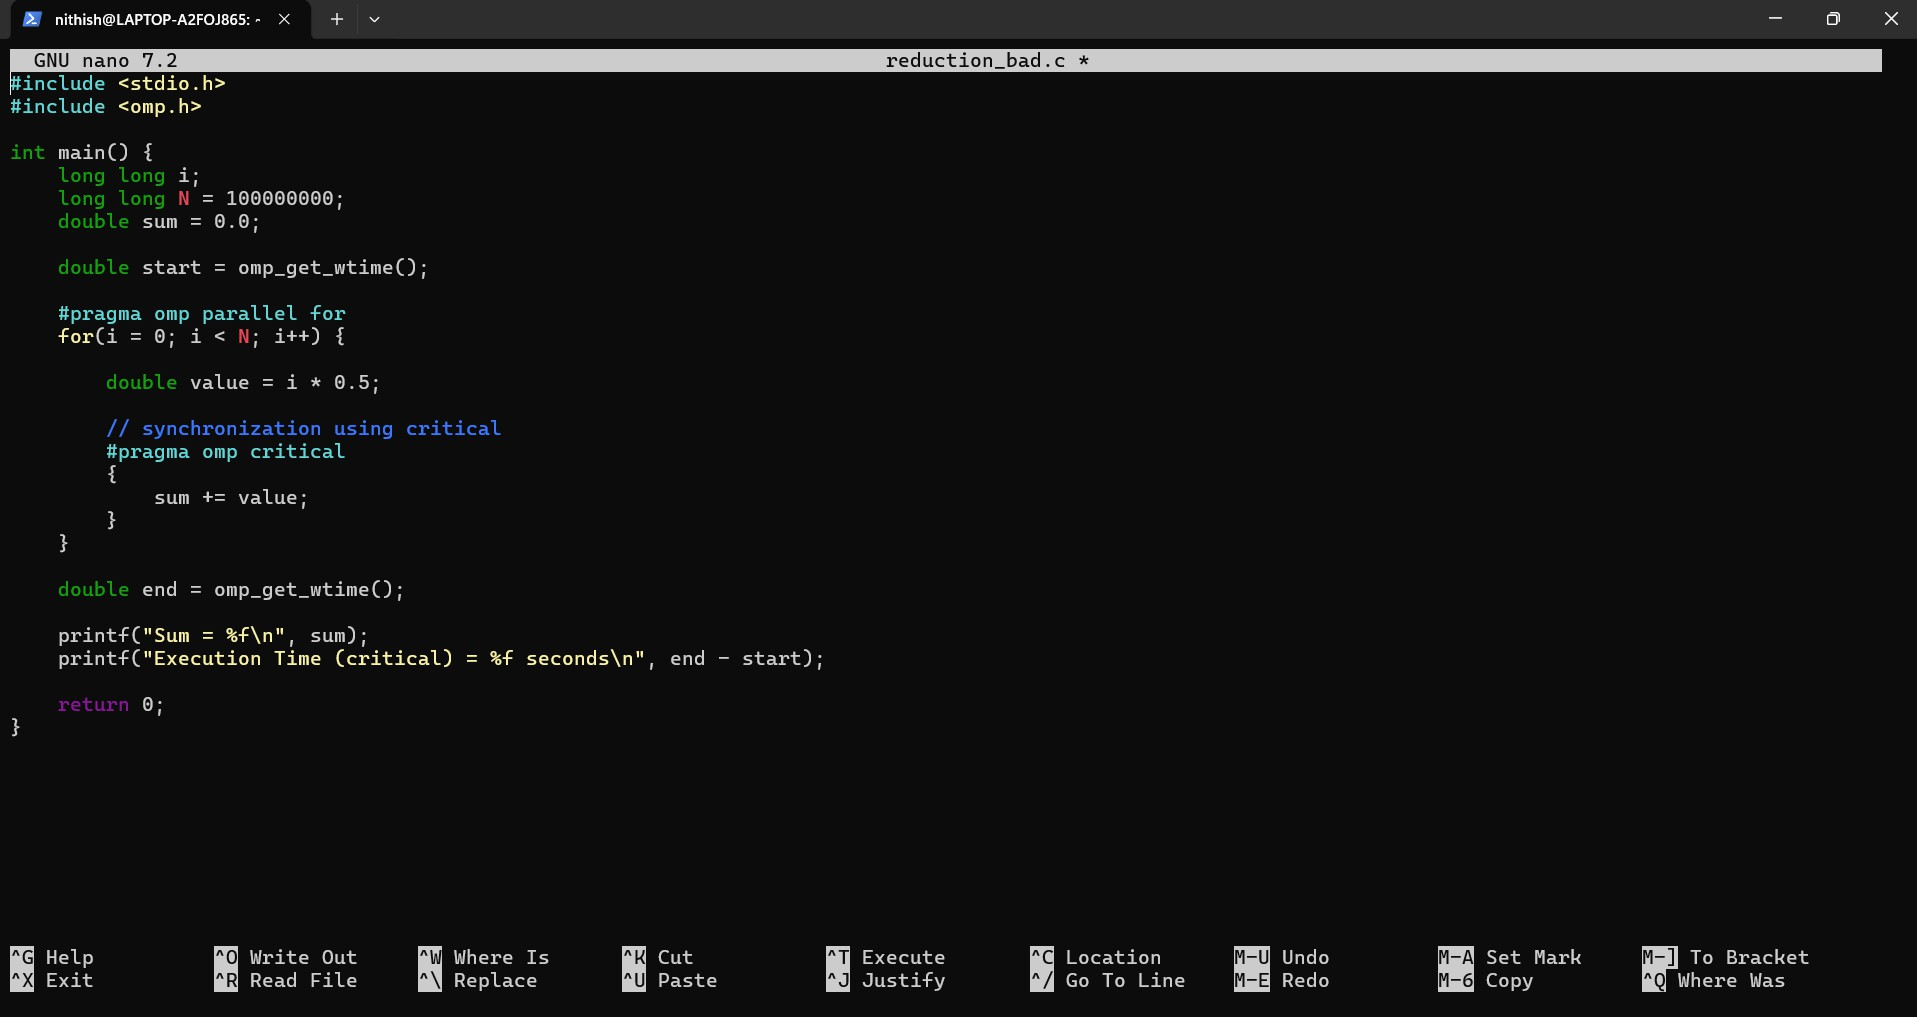 nithish@LAPTOP-A2FOJ865: ~
GNU nano 7.2 reduction_bad.c *
#include <stdio.h>
#include <omp.h>

int main() {
    long long i;
    long long N = 100000000;
    double sum = 0.0;

    double start = omp_get_wtime();

    #pragma omp parallel for
    for(i = 0; i < N; i++) {

        double value = i * 0.5;

        // synchronization using critical
        #pragma omp critical
        {
            sum += value;
        }
    }

    double end = omp_get_wtime();

    printf("Sum = %f\n", sum);
    printf("Execution Time (critical) = %f seconds\n", end - start);

    return 0;
}
^G Help ^O Write Out ^W Where Is ^K Cut ^T Execute ^C Location M-U Undo M-A Set Mark M-] To Bracket
^X Exit ^R Read File ^\ Replace ^U Paste ^J Justify ^/ Go To Line M-E Redo M-6 Copy ^Q Where Was